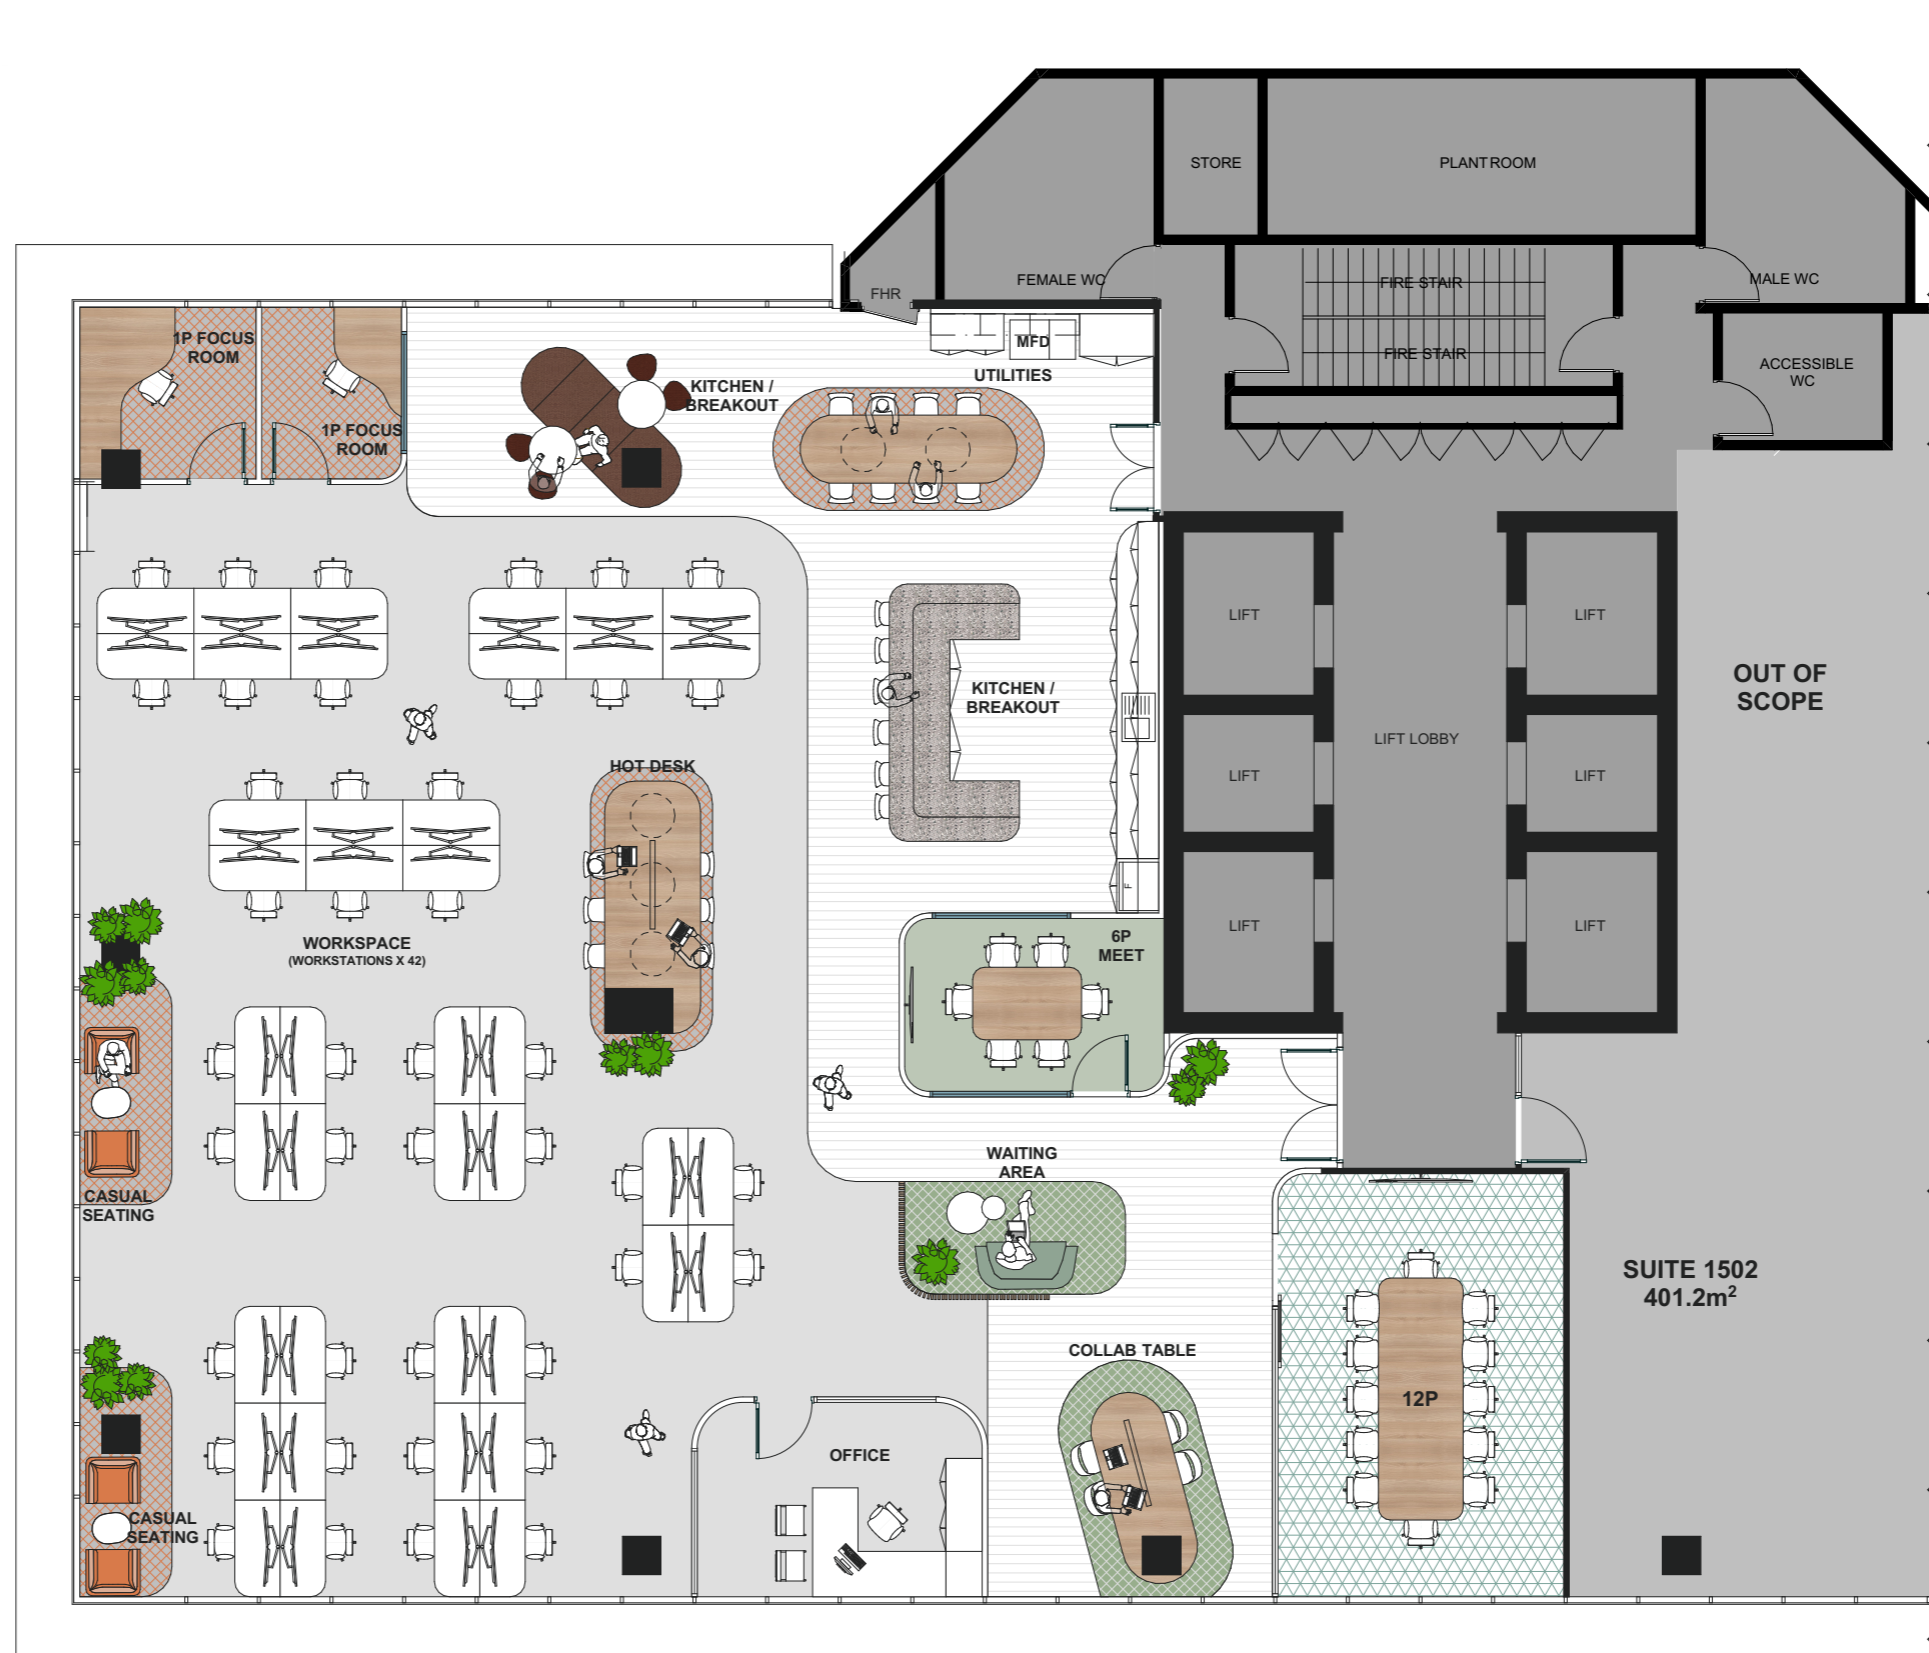 STORE
PLANT ROOM
FHR
FEMALE WC
FIRE STAIR
MALE WC
1P FOCUS
ROOM
MFD
UTILITIES
FIRE STAIR
ACCESSIBLE
WC
KITCHEN /
BREAKOUT
1P FOCUS
ROOM
LIFT
LIFT
OUT OF
SCOPE
KITCHEN /
BREAKOUT
LIFT LOBBY
HOT DESK
LIFT
LIFT
F
WORKSPACE
(WORKSTATIONS X 42)
6P
MEET
LIFT
LIFT
WAITING
AREA
CASUAL
SEATING
SUITE 1502
401.2m²
COLLAB TABLE
12P
OFFICE
CASUAL
SEATING